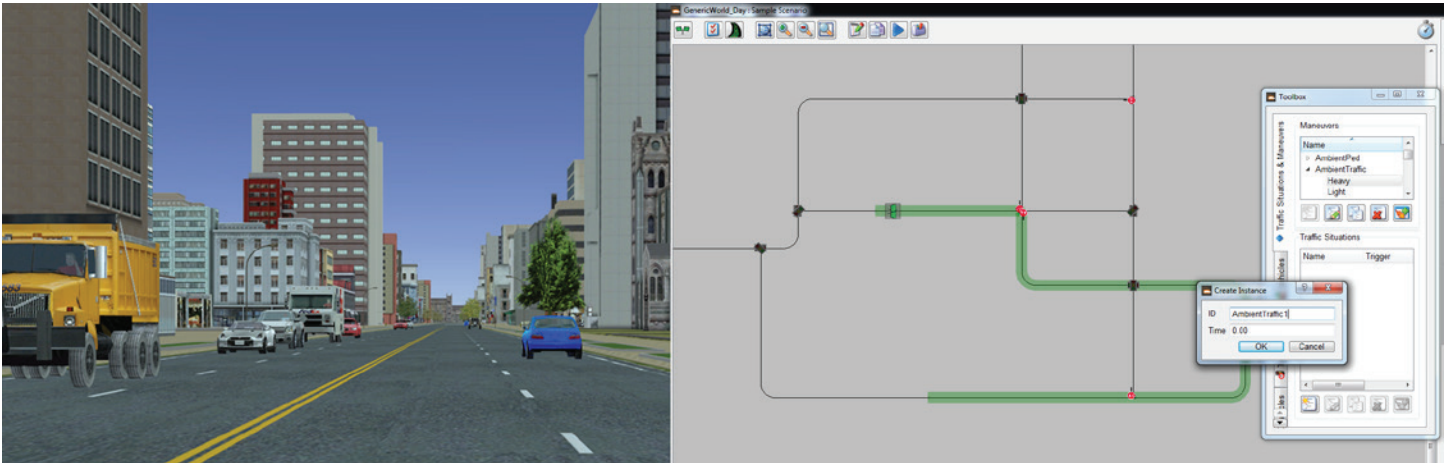 GenericWorld_Day : Sample Scenario
Toolbox
Traffic Situations & Maneuvers
Maneuvers
Name
AmbientPed
AmbientTraffic
Heavy
Light
Traffic Situations
Name Trigger
Create Instance
ID AmbientTraffic1
Time 0.00
OK Cancel